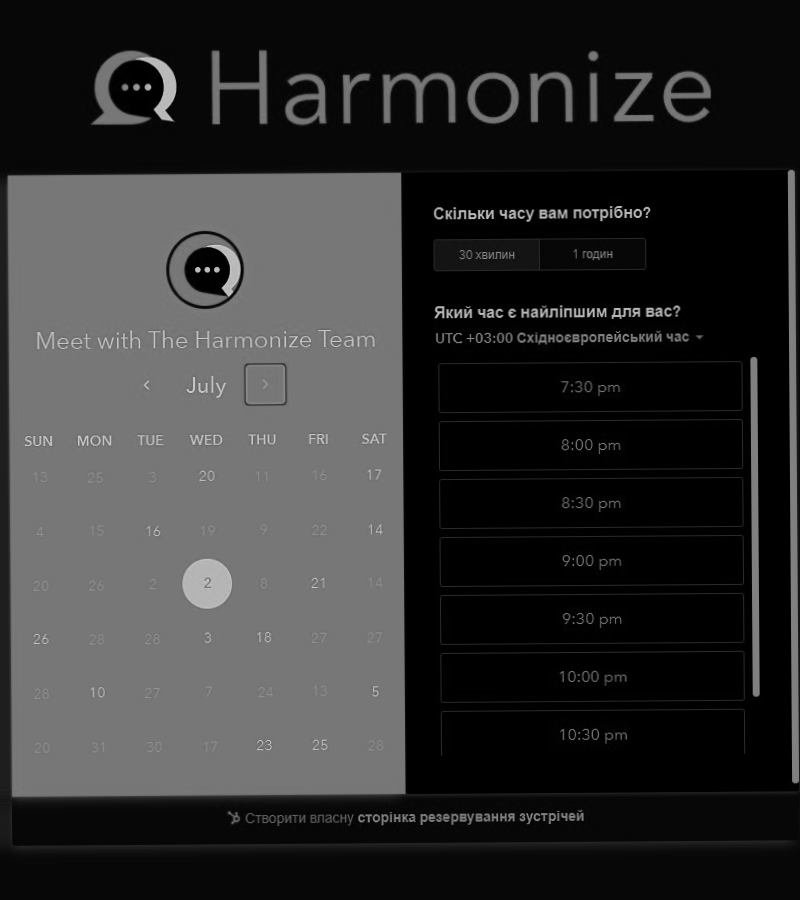 Harmonize
Meet with The Harmonize Team
July
SUN MON TUE WED THU FRI SAT
13 25 3 20 11 16 17
4 15 16 19 9 22 14
20 26 2 2 8 21 14
26 28 28 3 18 27 27
28 10 27 7 24 13 5
20 31 30 17 23 25 28
Скільки часу вам потрібно?
30 хвилин 1 годин
Який час є найліпшим для вас?
UTC +03:00 Східноєвропейський час
7:30 pm
8:00 pm
8:30 pm
9:00 pm
9:30 pm
10:00 pm
10:30 pm
Створити власну сторінка резервування зустрічей